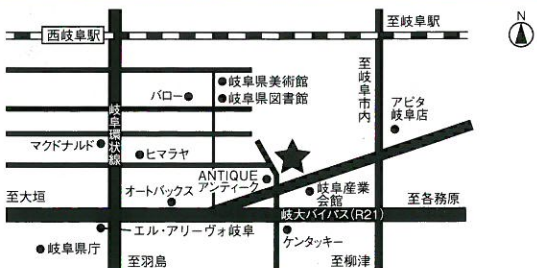 N
至岐阜駅
西岐阜駅
岐阜県美術館
岐阜県図書館
バロー
至岐阜市内
アピタ
岐阜店
岐阜環状線
マクドナルド
ヒマラヤ
ANTIQUE
アンティーク
至大垣
オートバックス
岐阜産業
会館
至各務原
岐大バイパス(R21)
エル・アリーヴォ岐阜
ケンタッキー
岐阜県庁
至羽島
至柳津